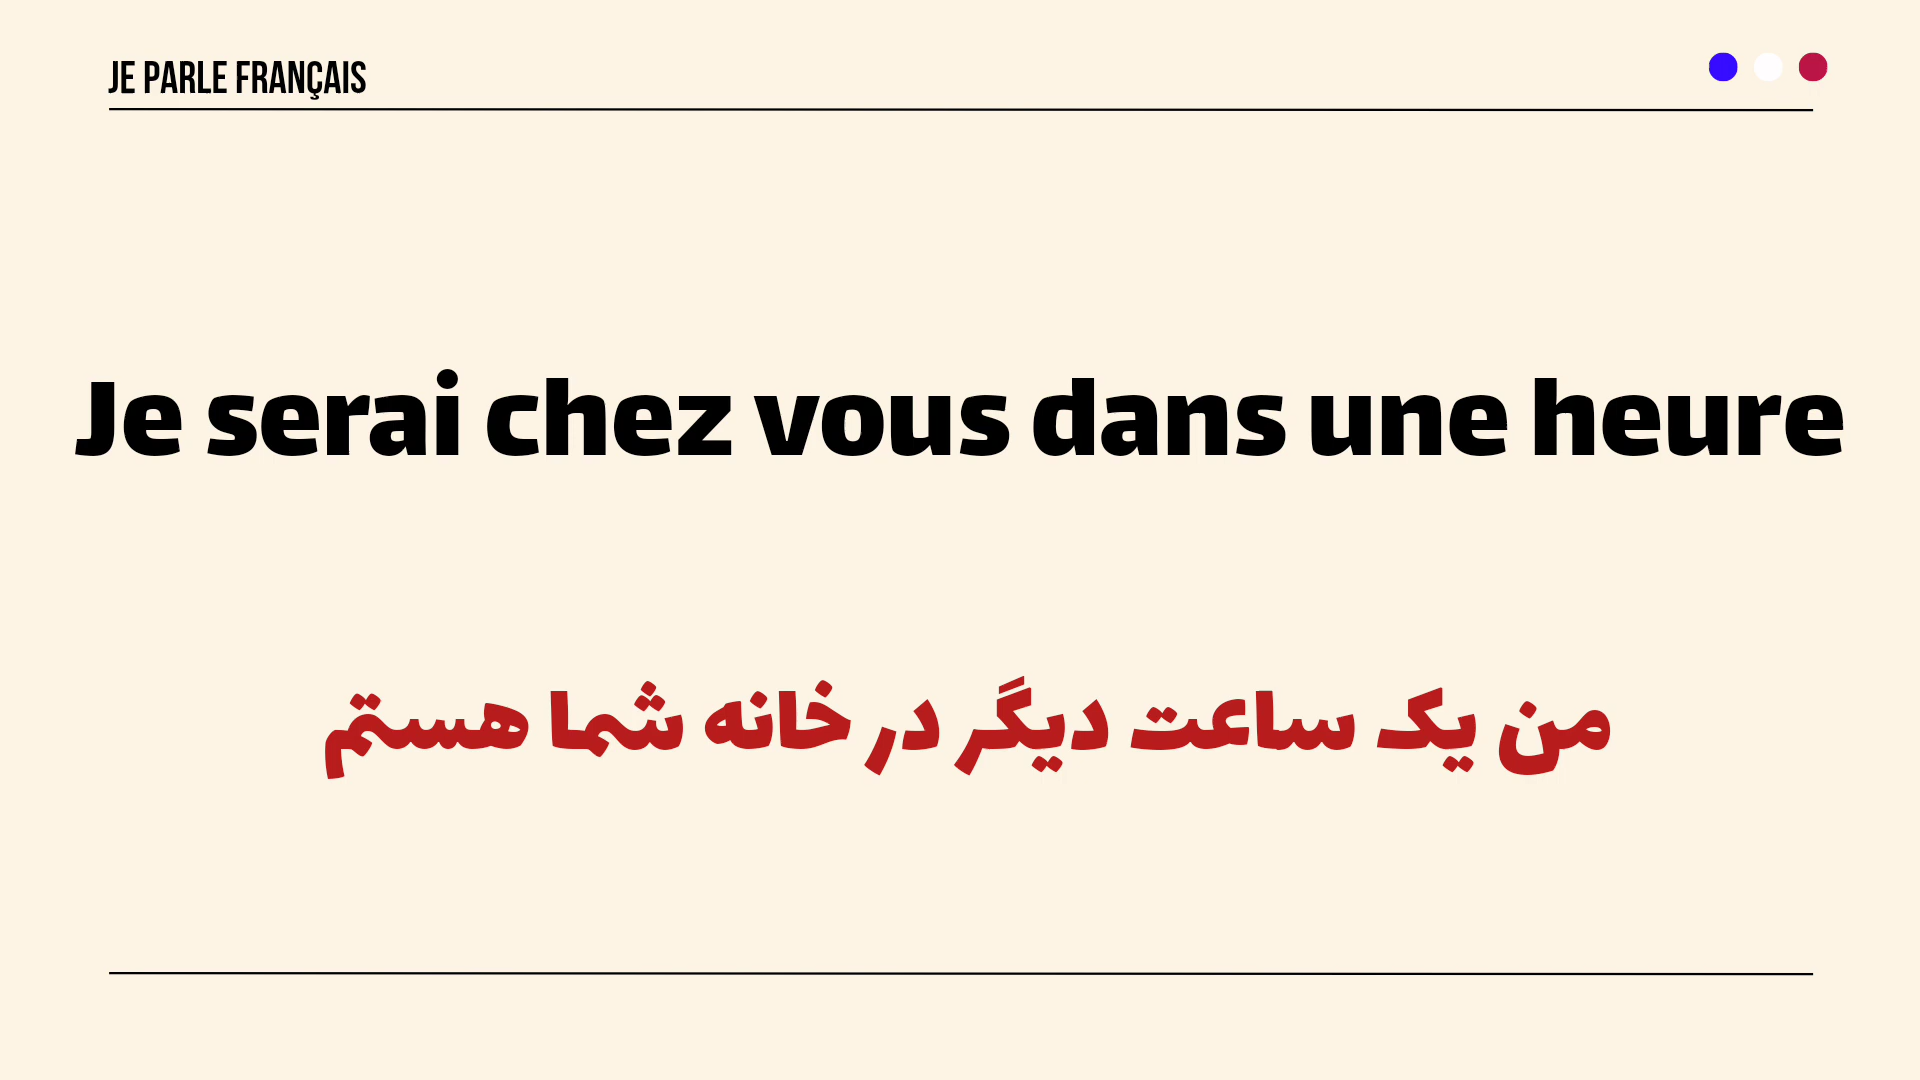 JE PARLE FRANÇAIS
Je serai chez vous dans une heure
من یک ساعت دیگر در خانه شما هستم